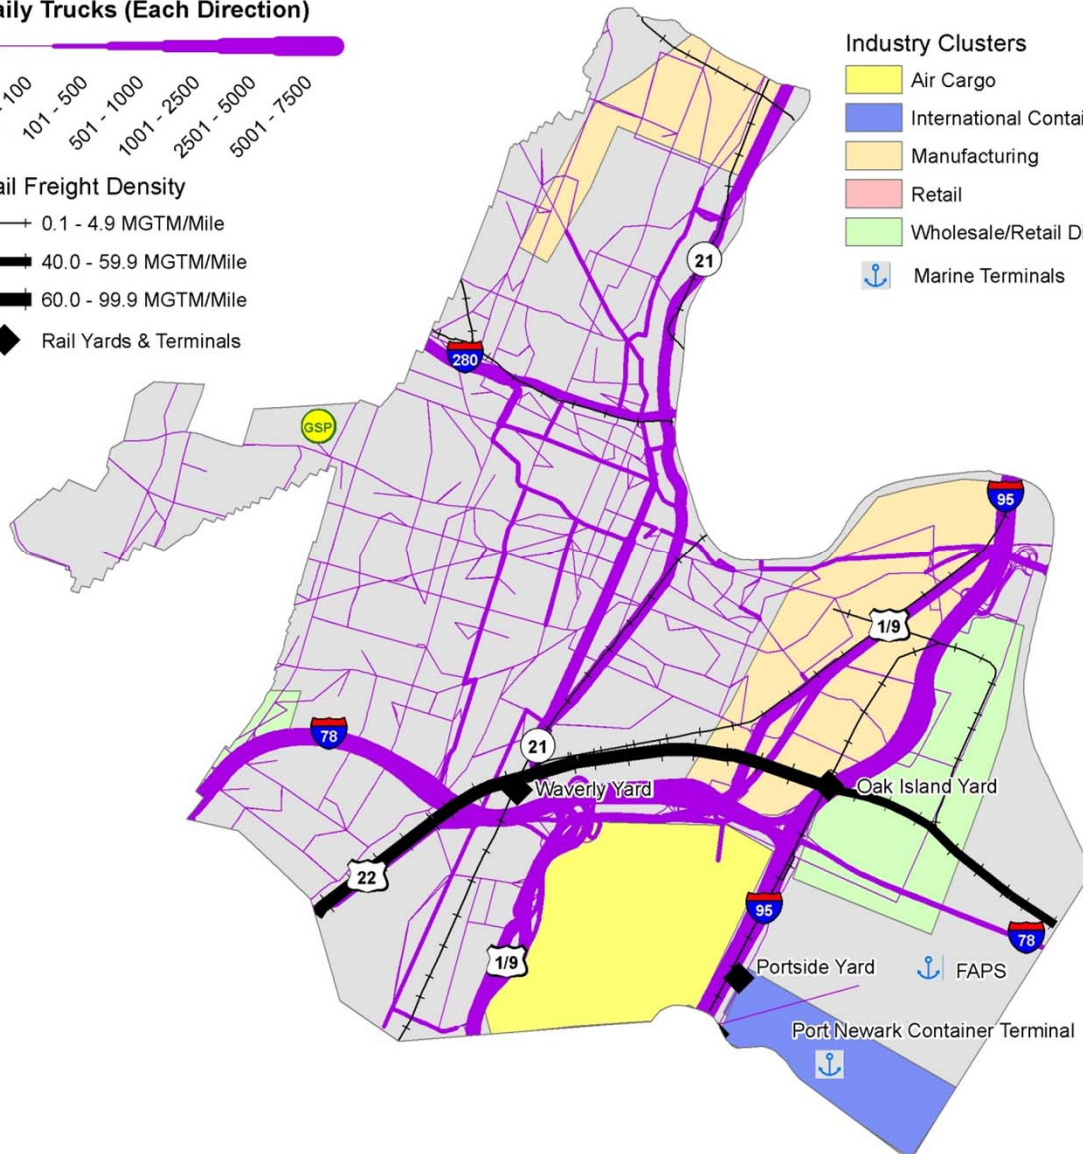 aily Trucks (Each Direction)
- 100
101 - 500
501 - 1000
1001 - 2500
2501 - 5000
5001 - 7500
ail Freight Density
0.1 - 4.9 MGTM/Mile
40.0 - 59.9 MGTM/Mile
60.0 - 99.9 MGTM/Mile
Rail Yards & Terminals
Industry Clusters
Air Cargo
International Contai
Manufacturing
Retail
Wholesale/Retail Di
Marine Terminals
21
280
GSP
95
1/9
78
21
Waverly Yard
Oak Island Yard
22
95
78
1/9
Portside Yard
FAPS
Port Newark Container Terminal